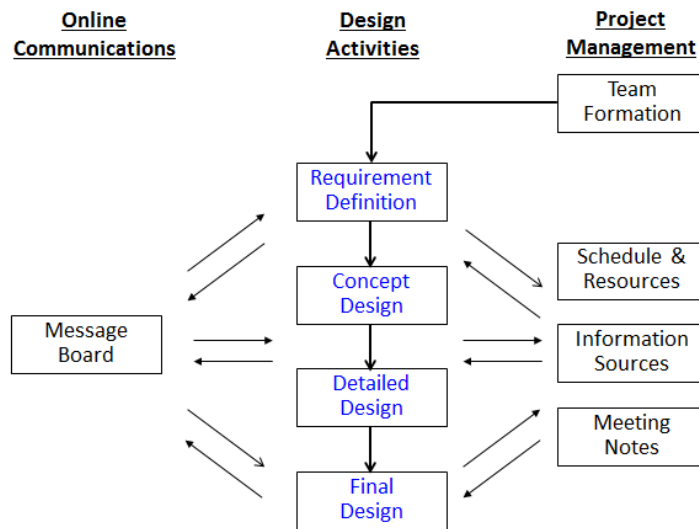 Online
Communications
Design
Activities
Project
Management
Team
Formation
Requirement
Definition
Schedule &
Resources
Concept
Design
Message
Board
Information
Sources
Detailed
Design
Meeting
Notes
Final
Design